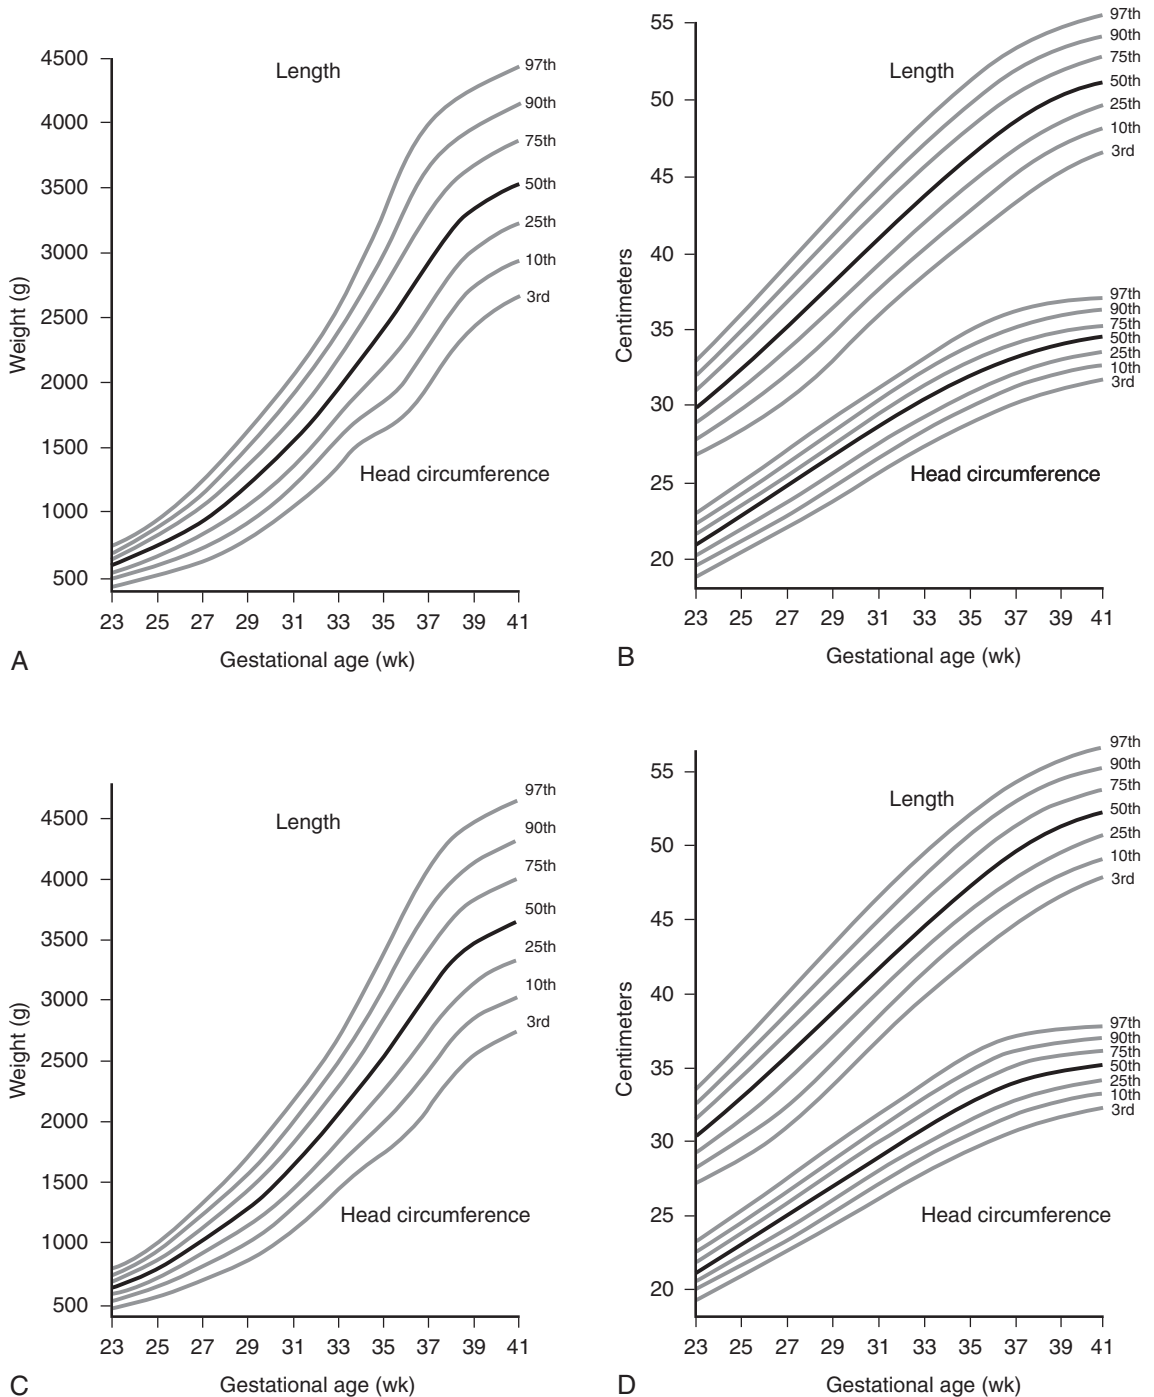 4500
4000
3500
3000
2500
2000
1500
1000
500
Weight (g)
Length
97th
90th
75th
50th
25th
10th
3rd
Head circumference
23 25 27 29 31 33 35 37 39 41
Gestational age (wk)
A
55
50
45
40
35
30
25
20
Centimeters
Length
97th
90th
75th
50th
25th
10th
3rd
97th
90th
75th
50th
25th
10th
3rd
Head circumference
23 25 27 29 31 33 35 37 39 41
Gestational age (wk)
B
4500
4000
3500
3000
2500
2000
1500
1000
500
Weight (g)
Length
97th
90th
75th
50th
25th
10th
3rd
Head circumference
23 25 27 29 31 33 35 37 39 41
Gestational age (wk)
C
55
50
45
40
35
30
25
20
Centimeters
Length
97th
90th
75th
50th
25th
10th
3rd
97th
90th
75th
50th
25th
10th
3rd
Head circumference
23 25 27 29 31 33 35 37 39 41
Gestational age (wk)
D